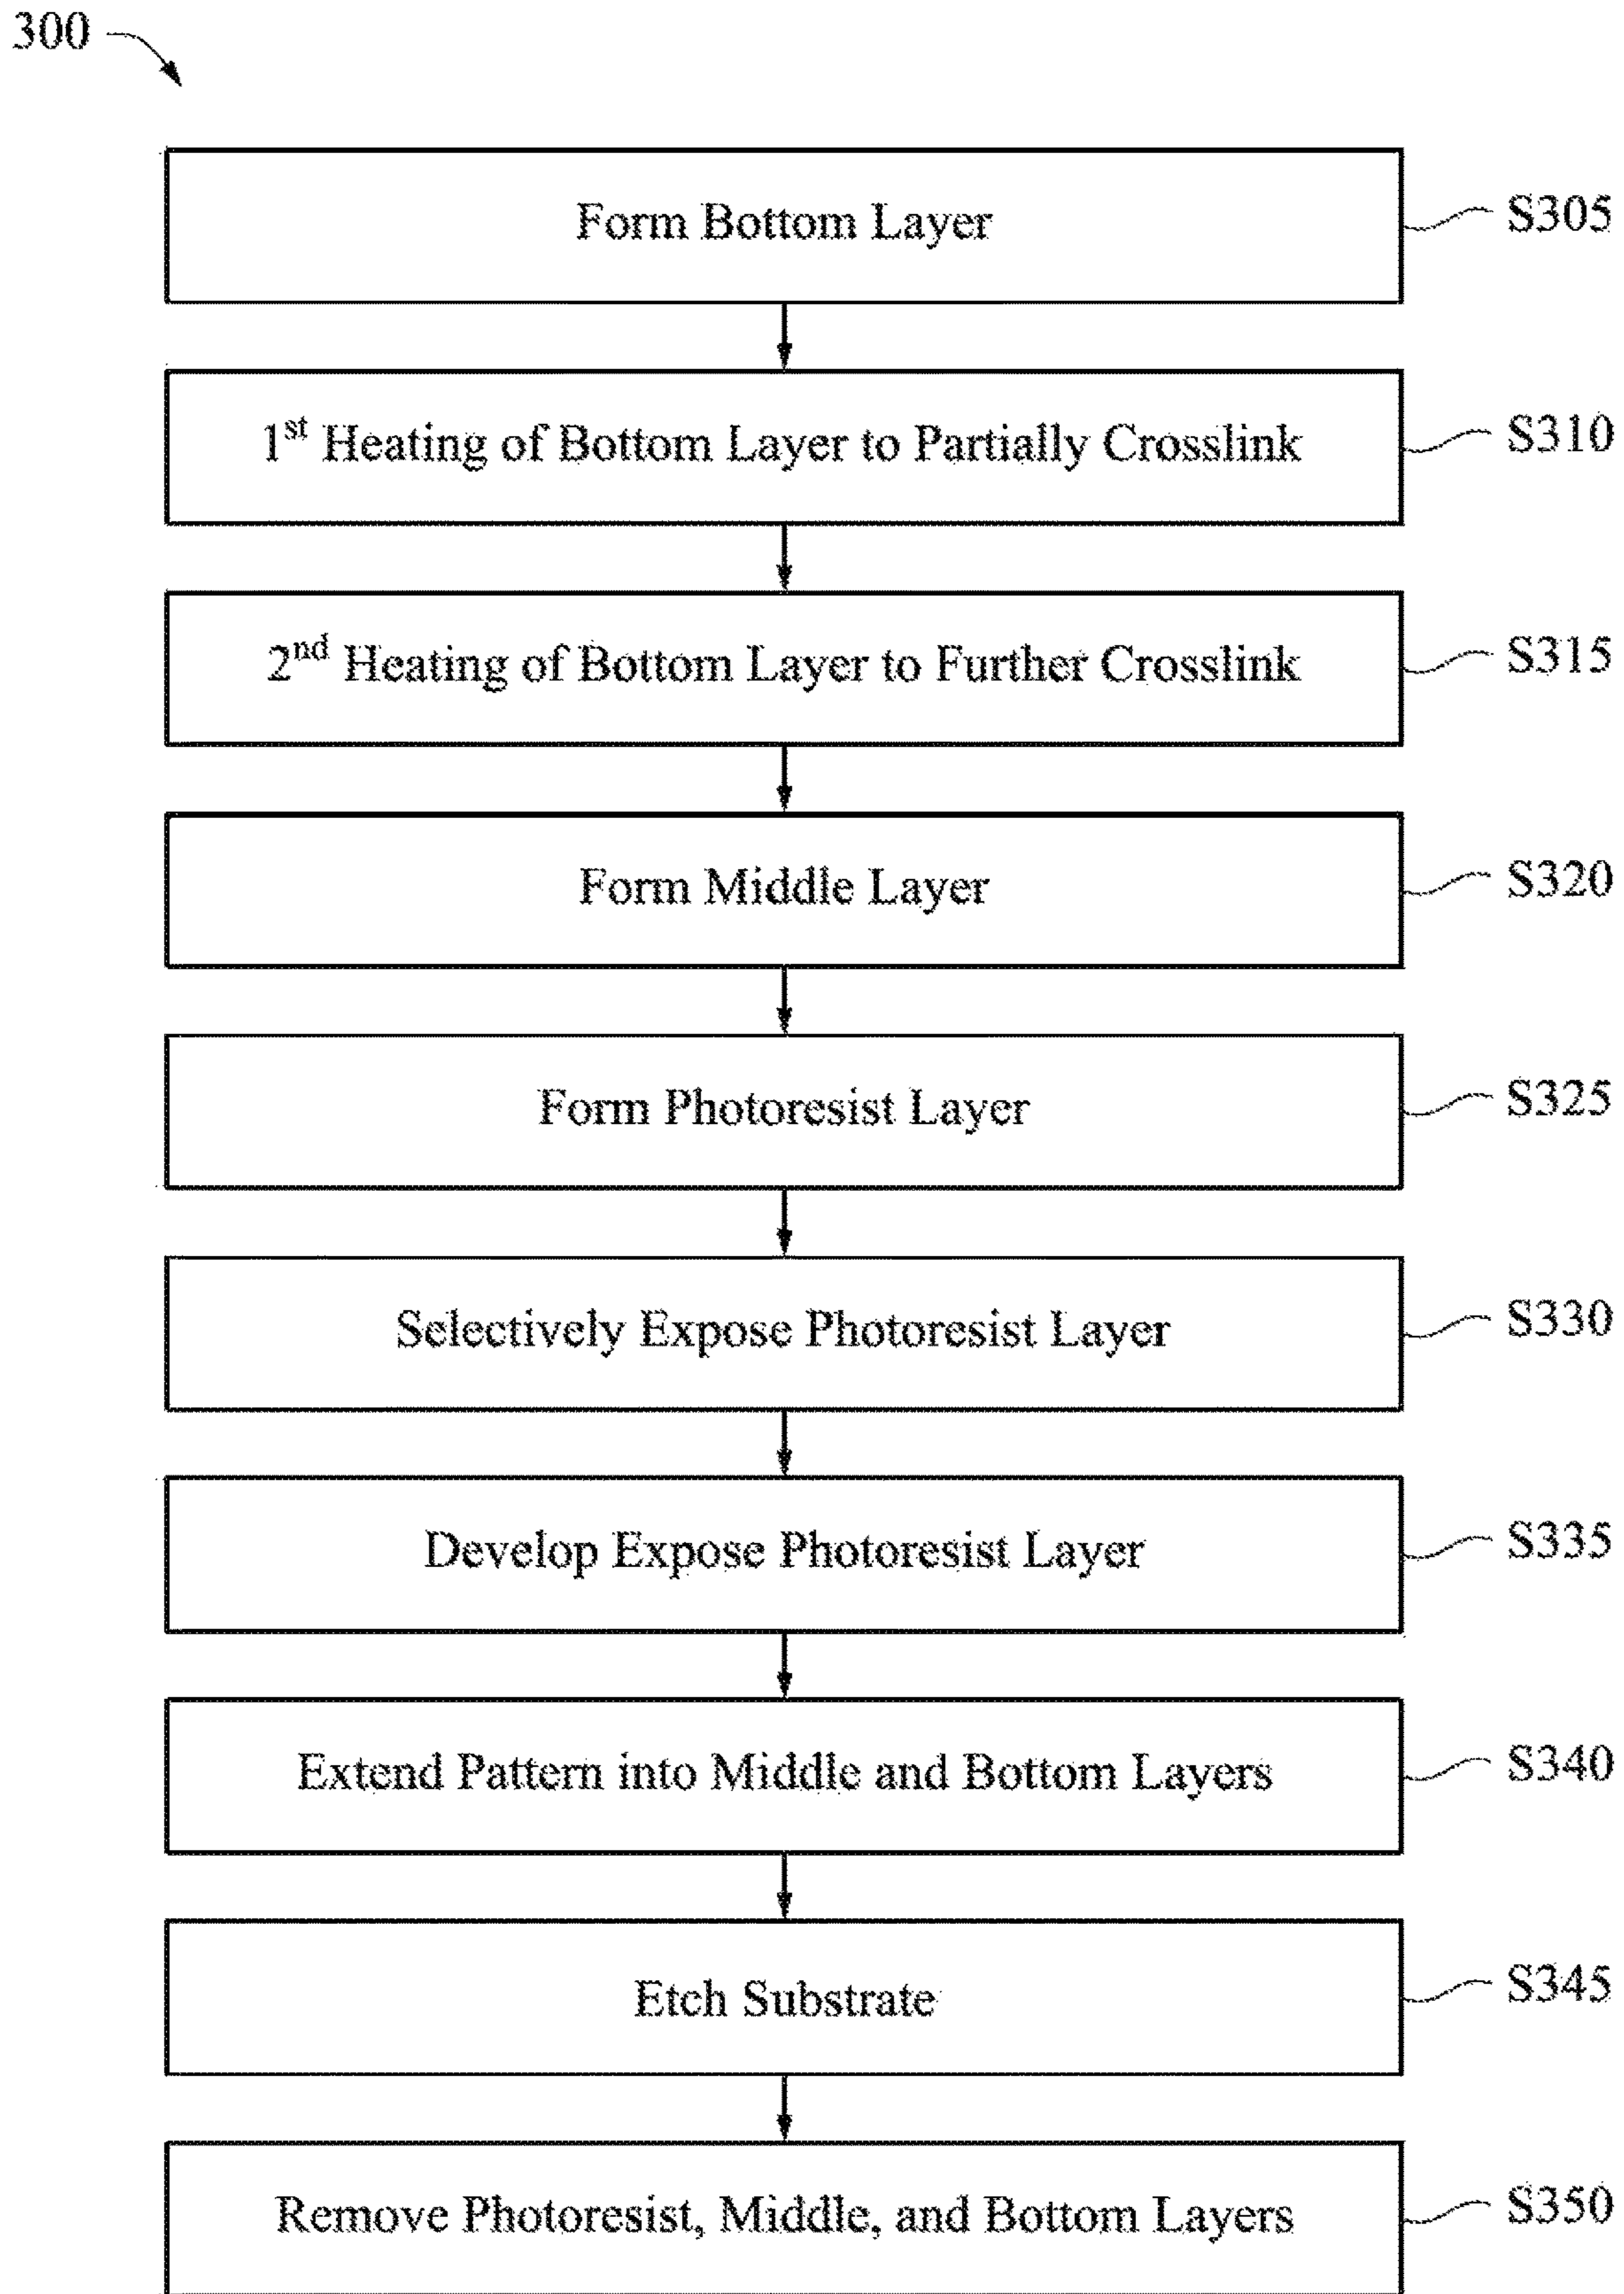 300
Form Bottom Layer
S305
1st Heating of Bottom Layer to Partially Crosslink
S310
2nd Heating of Bottom Layer to Further Crosslink
S315
Form Middle Layer
S320
Form Photoresist Layer
S325
Selectively Expose Photoresist Layer
S330
Develop Expose Photoresist Layer
S335
Extend Pattern into Middle and Bottom Layers
S340
Etch Substrate
S345
Remove Photoresist, Middle, and Bottom Layers
S350